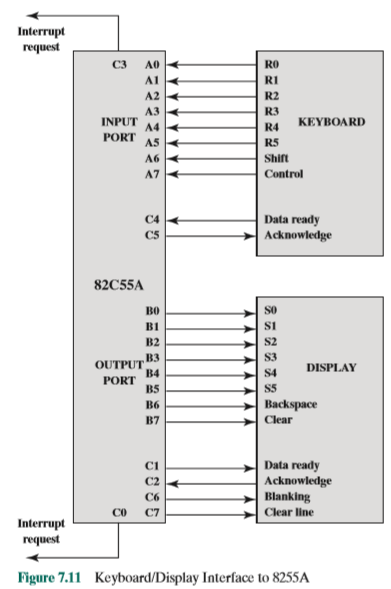 Interrupt
request
C3 A0 R0
A1 R1
A2 R2
A3 R3
INPUT
PORT
A4 R4 KEYBOARD
A5 R5
A6 Shift
A7 Control
C4 Data ready
C5 Acknowledge
82C55A
B0 S0
B1 S1
B2 S2
B3 S3
OUTPUT
PORT
B4 S4 DISPLAY
B5 S5
B6 Backspace
B7 Clear
C1 Data ready
C2 Acknowledge
C6 Blanking
C0 C7 Clear line
Interrupt
request
Figure 7.11 Keyboard/Display Interface to 8255A